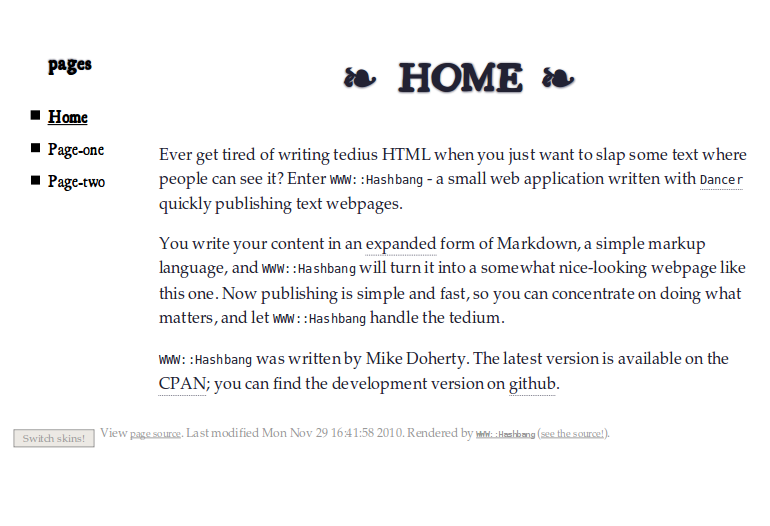 pages
Home
Page-one
Page-two
❧ HOME ❧
Ever get tired of writing tedius HTML when you just want to slap some text where
people can see it? Enter WWW::Hashbang - a small web application written with Dancer
quickly publishing text webpages.
You write your content in an expanded form of Markdown, a simple markup
language, and WWW::Hashbang will turn it into a somewhat nice-looking webpage like
this one. Now publishing is simple and fast, so you can concentrate on doing what
matters, and let WWW::Hashbang handle the tedium.
WWW::Hashbang was written by Mike Doherty. The latest version is available on the
CPAN; you can find the development version on github.
Switch skins! View page source. Last modified Mon Nov 29 16:41:58 2010. Rendered by WWW::Hashbang (see the source!).